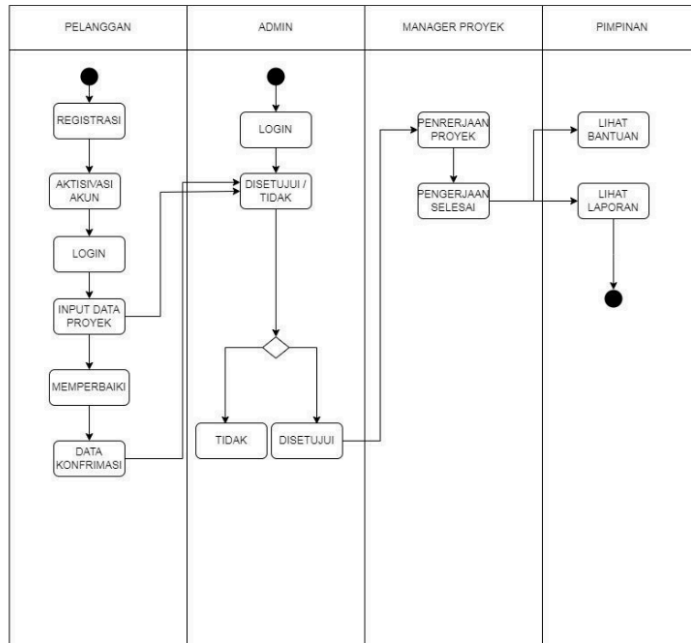 PELANGGAN
ADMIN
MANAGER PROYEK
PIMPINAN
REGISTRASI
AKTISIVASI
AKUN
LOGIN
INPUT DATA
PROYEK
MEMPERBAIKI
DATA
KONFRIMASI
LOGIN
DISETUJUI /
TIDAK
TIDAK
DISETUJUI
PENRERJAAN
PROYEK
PENGERJAAN
SELESAI
LIHAT
BANTUAN
LIHAT
LAPORAN